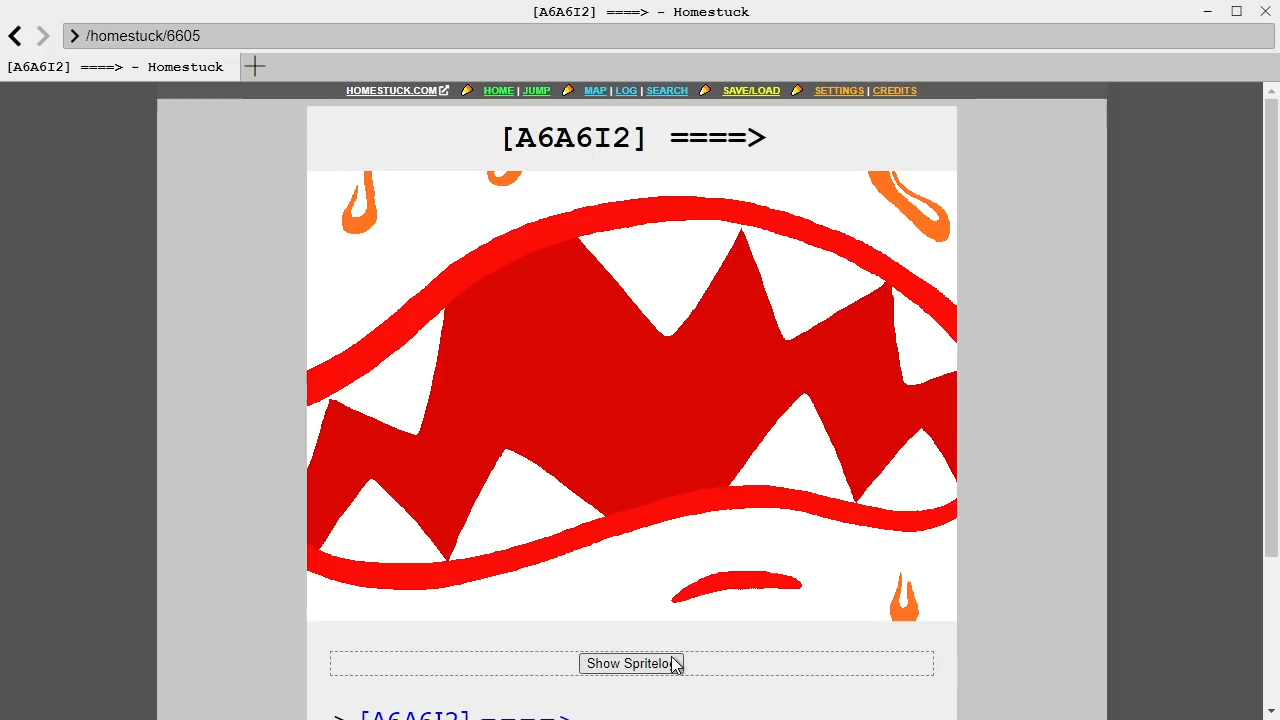 [A6A6I2] ====> - Homestuck
/homestuck/6605
[A6A6I2] ====> - Homestuck
HOMESTUCK.COM HOME | JUMP MAP | LOG | SEARCH SAVE/LOAD SETTINGS | CREDITS
[A6A6I2] ====>
Show Spritelog
> [A6A6I2] ====>